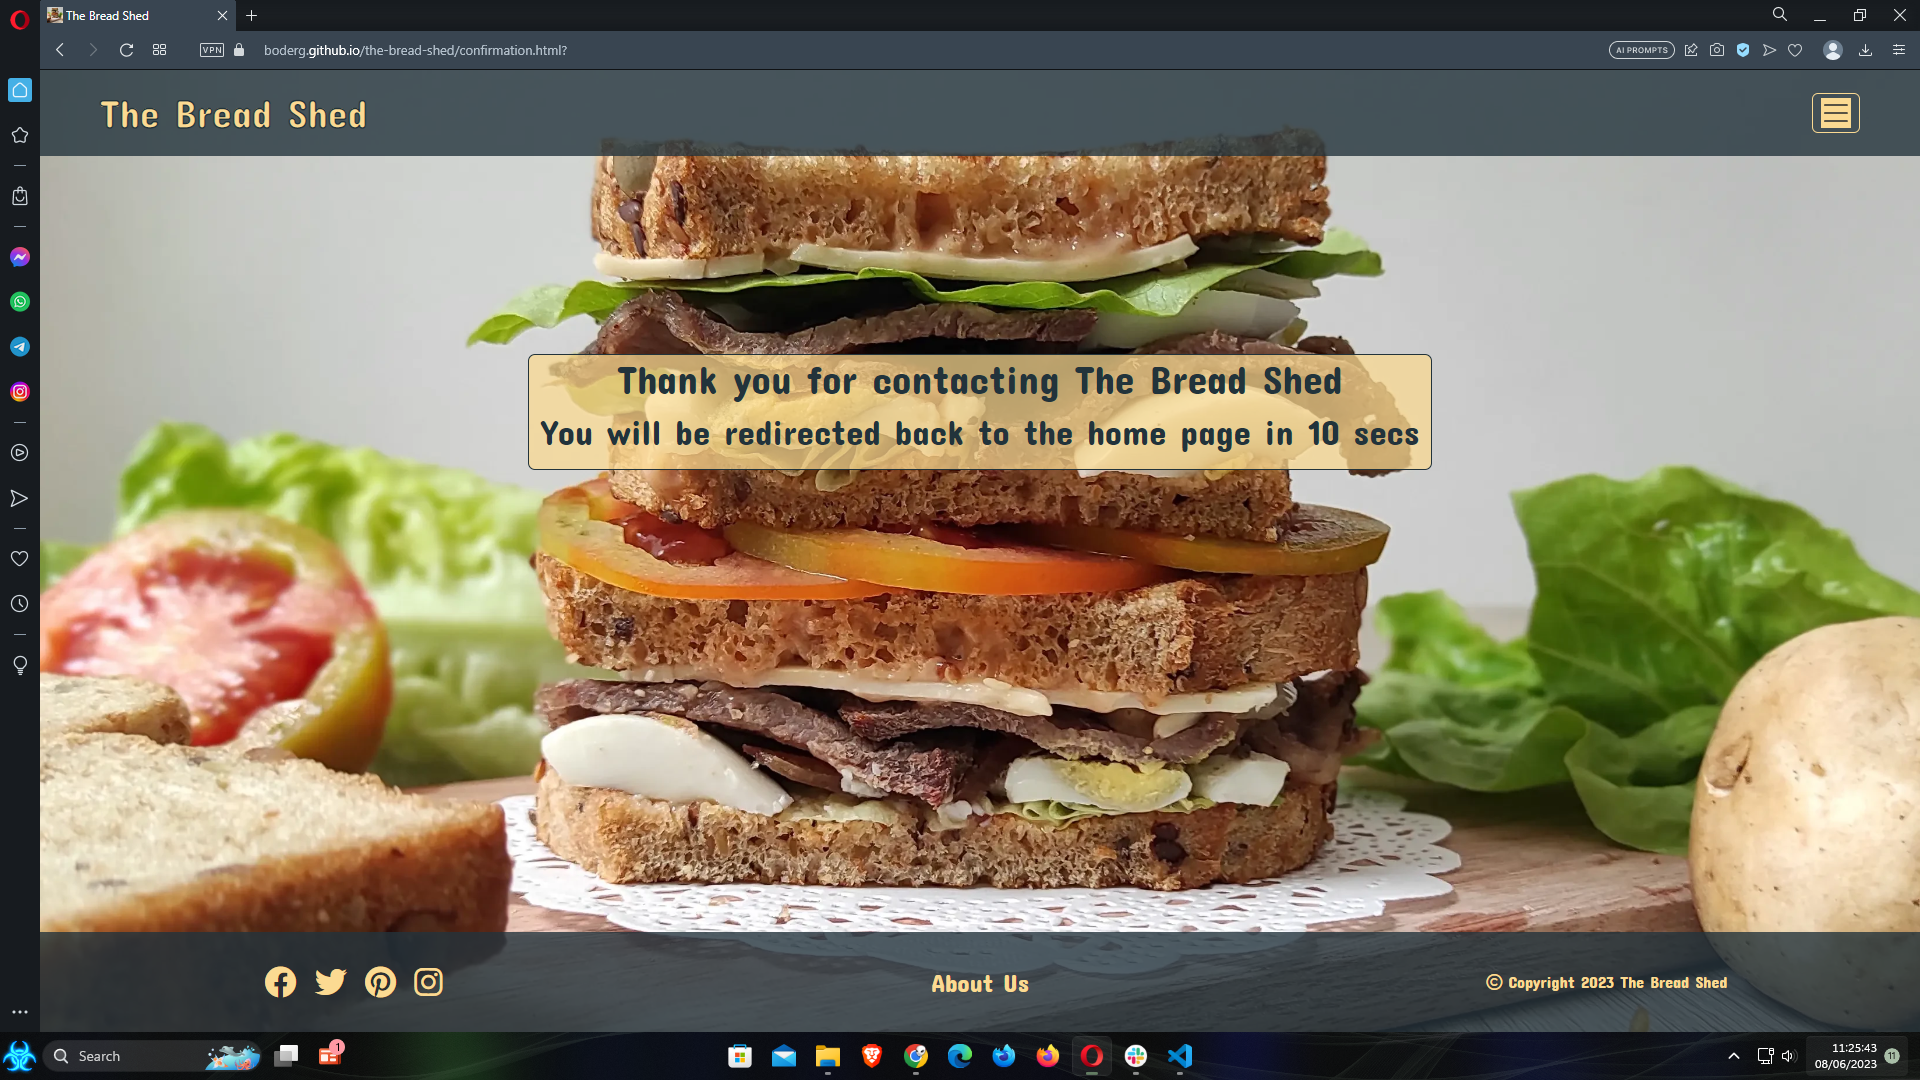 The Bread Shed
VPN
boderg.github.io/the-bread-shed/confirmation.html?
AI PROMPTS
The Bread Shed
Thank you for contacting The Bread Shed
You will be redirected back to the home page in 10 secs
About Us
© Copyright 2023 The Bread Shed
Search
1
11:25:43
08/06/2023
11